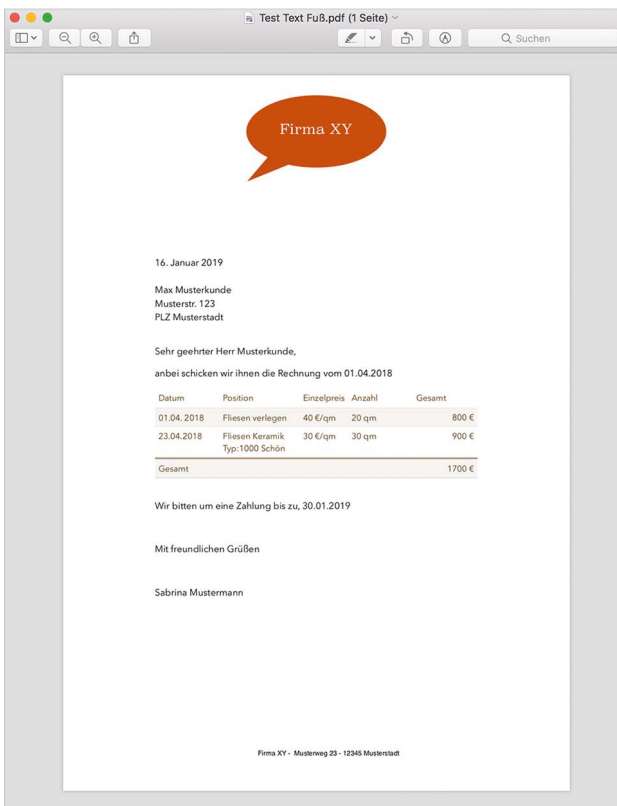 Test Text Fuß.pdf (1 Seite)
Suchen
Firma XY
16. Januar 2019
Max Musterkunde
Musterstr. 123
PLZ Musterstadt
Sehr geehrter Herr Musterkunde,
anbei schicken wir ihnen die Rechnung vom 01.04.2018
Datum Position Einzelpreis Anzahl Gesamt
01.04. 2018 Fliesen verlegen 40 €/qm 20 qm 800 €
23.04.2018 Fliesen Keramik 30 €/qm 30 qm 900 €
Typ:1000 Schön
Gesamt 1700 €
Wir bitten um eine Zahlung bis zu, 30.01.2019
Mit freundlichen Grüßen
Sabrina Mustermann
Firma XY - Musterweg 23 - 12345 Musterstadt